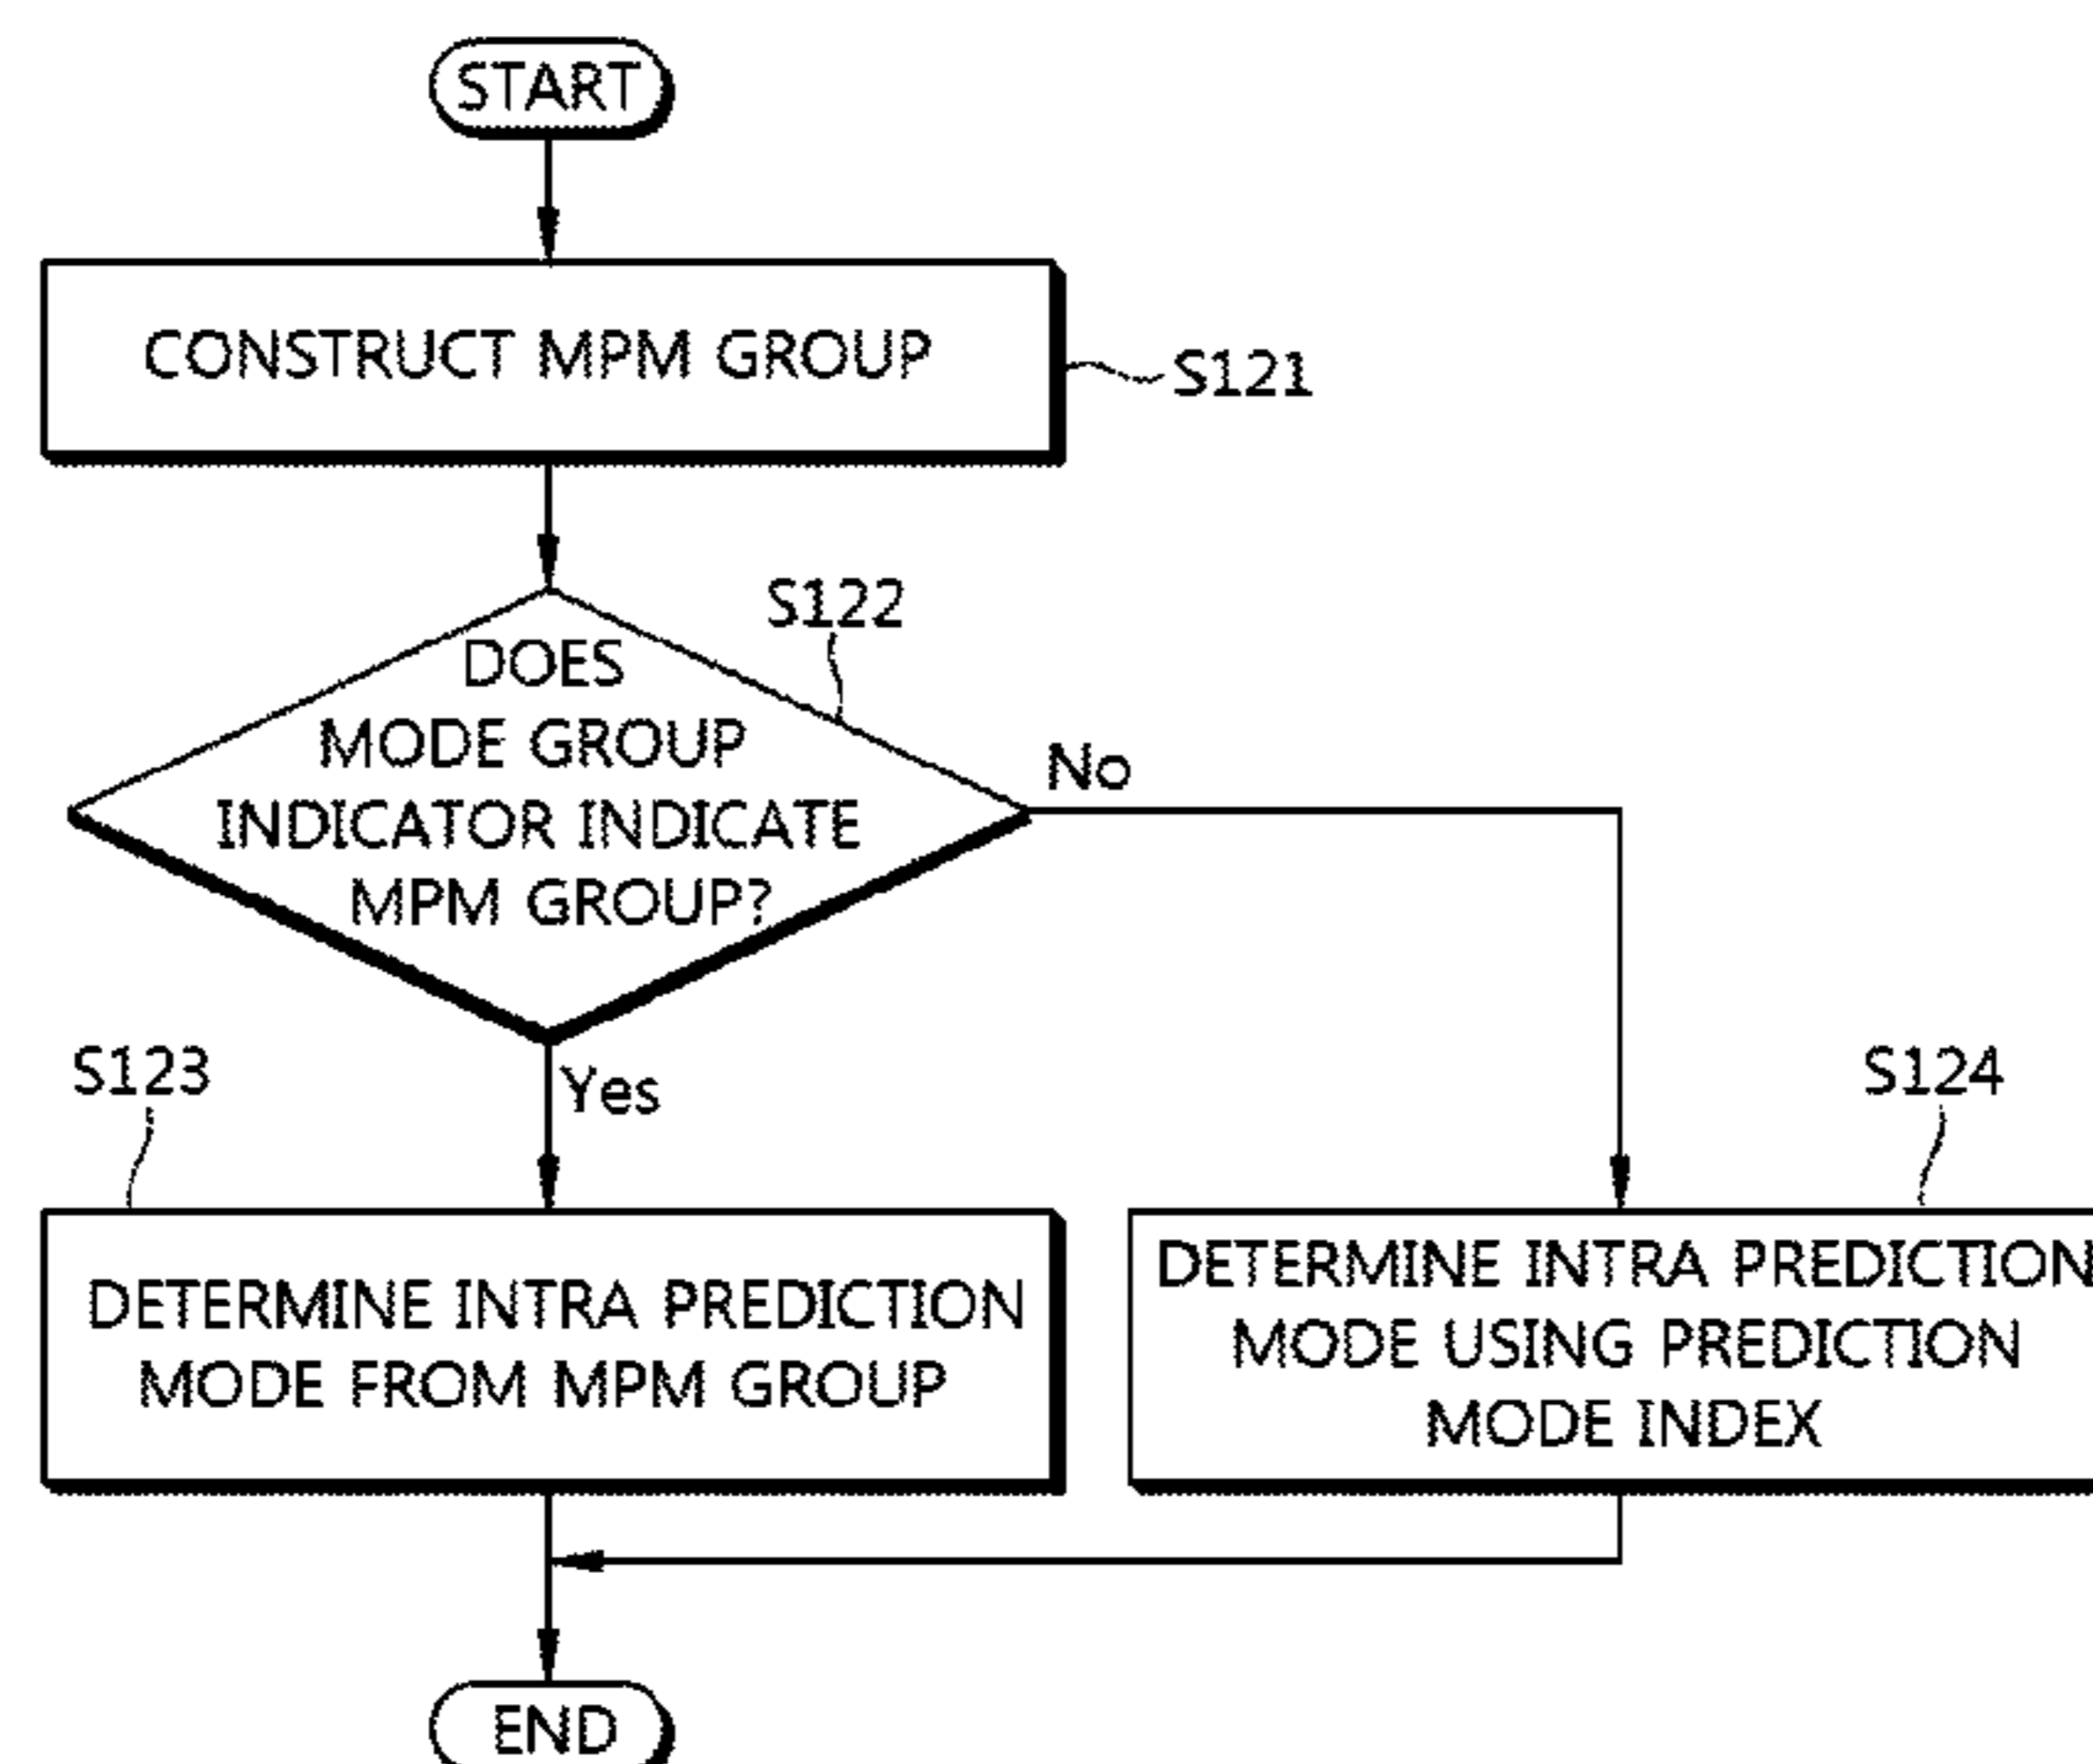 START
CONSTRUCT MPM GROUP
S121
S122
DOES
MODE GROUP
INDICATOR INDICATE
MPM GROUP?
No
Yes
S123
DETERMINE INTRA PREDICTION
MODE FROM MPM GROUP
S124
DETERMINE INTRA PREDICTION
MODE USING PREDICTION
MODE INDEX
END